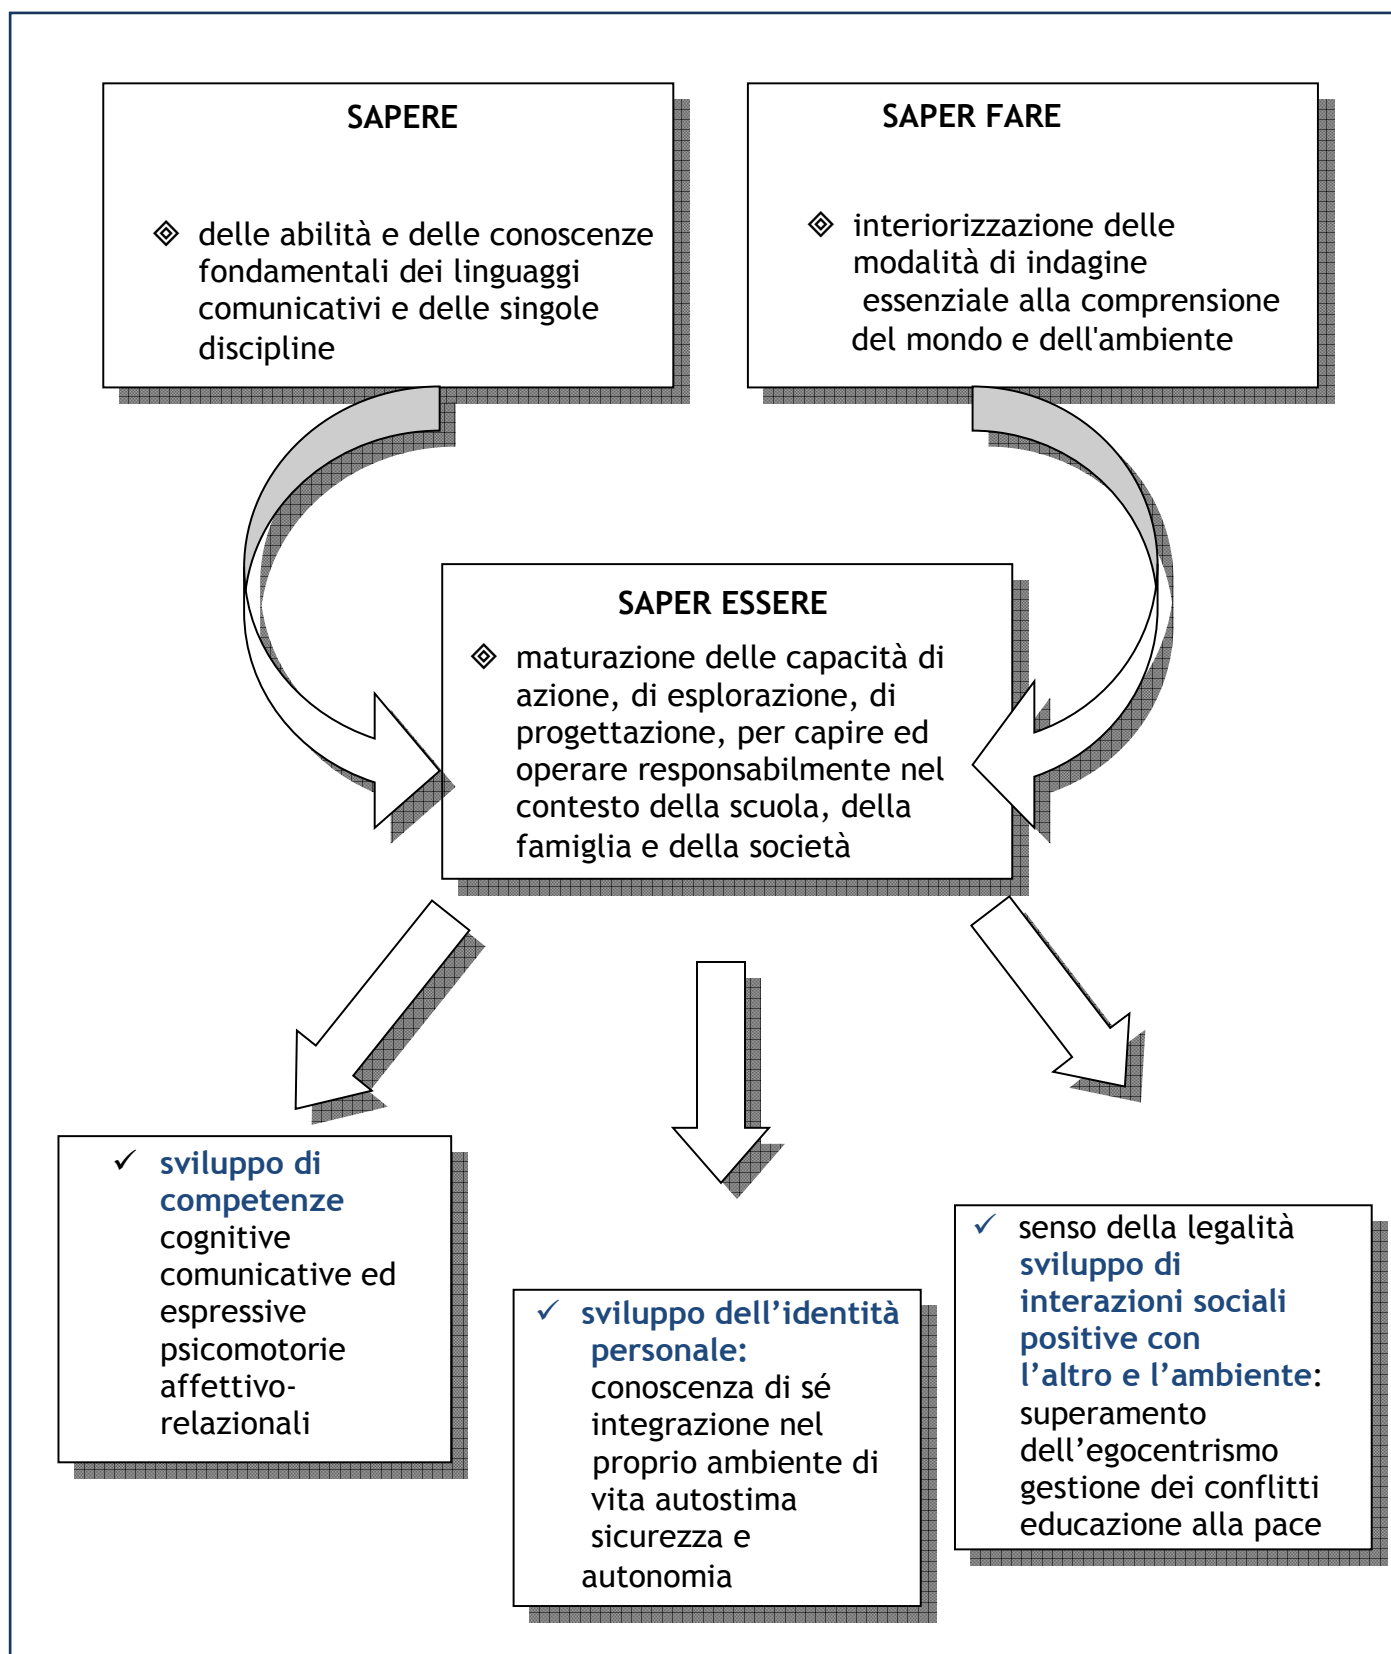 SAPERE
delle abilità e delle conoscenze
fondamentali dei linguaggi
comunicativi e delle singole
discipline
SAPER FARE
interiorizzazione delle
modalità di indagine
essenziale alla comprensione
del mondo e dell'ambiente
SAPER ESSERE
maturazione delle capacità di
azione, di esplorazione, di
progettazione, per capire ed
operare responsabilmente nel
contesto della scuola, della
famiglia e della società
✓ sviluppo di
competenze
cognitive
comunicative ed
espressive
psicomotorie
affettivo-
relazionali
✓ sviluppo dell’identità
personale:
conoscenza di sé
integrazione nel
proprio ambiente di
vita autostima
sicurezza e
autonomia
✓ senso della legalità
sviluppo di
interazioni sociali
positive con
l’altro e l’ambiente:
superamento
dell’egocentrismo
gestione dei conflitti
educazione alla pace